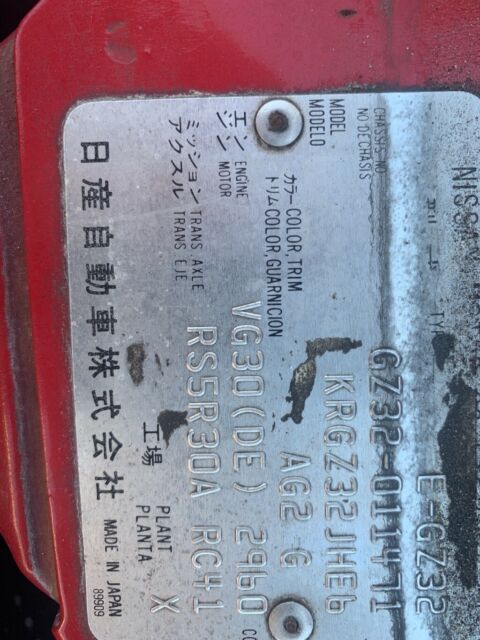 E-GZ32
CHASSIS NO.
NO DE CHASIS
GZ32-011471
MODEL
MODELO
KRGZ32JHE6
カラー COLOR, TRIM
トリム COLOR, GUARNICION
AG2 G
エン ENGINE
ジン MOTOR
VG30(DE) 2960
ミッション TRANS AXLE
アクスル TRANS EJE
RS5R30A RC41
工場 PLANT
PLANTA
X
日産自動車株式会社 MADE IN JAPAN
89909